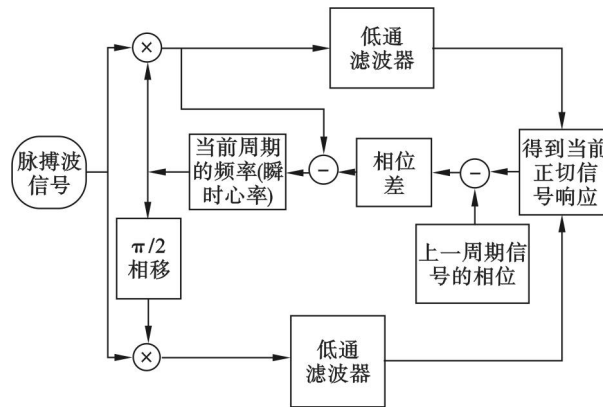 ×
低通
滤波器
脉搏波
信号
当前周期
的频率(瞬
时心率)
−
相位
差
−
得到当前
正切信
号响应
π/2
相移
上一周期信
号的相位
×
低通
滤波器